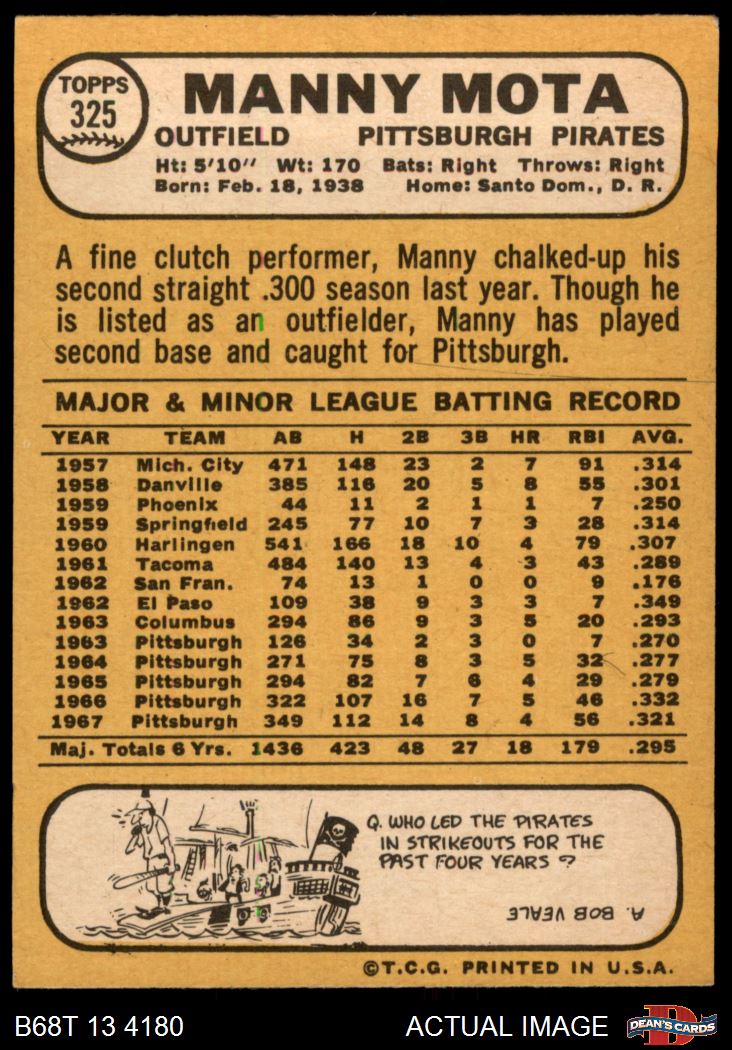 TOPPS
325
MANNY MOTA
OUTFIELD PITTSBURGH PIRATES
Ht: 5'10" Wt: 170 Bats: Right Throws: Right
Born: Feb. 18, 1938 Home: Santo Dom., D. R.
A fine clutch performer, Manny chalked-up his
second straight .300 season last year. Though he
is listed as an outfielder, Manny has played
second base and caught for Pittsburgh.
MAJOR & MINOR LEAGUE BATTING RECORD
YEAR TEAM AB H 2B 3B HR RBI AVG.
1957 Mich. City 471 148 23 2 7 91 .314
1958 Danville 385 116 20 5 8 55 .301
1959 Phoenix 44 11 2 1 1 7 .250
1959 Springfield 245 77 10 7 3 28 .314
1960 Harlingen 541 166 18 10 4 79 .307
1961 Tacoma 484 140 13 4 3 43 .289
1962 San Fran. 74 13 1 0 0 9 .176
1962 El Paso 109 38 9 3 3 7 .349
1963 Columbus 294 86 9 3 5 20 .293
1963 Pittsburgh 126 34 2 3 0 7 .270
1964 Pittsburgh 271 75 8 3 5 32 .277
1965 Pittsburgh 294 82 7 6 4 29 .279
1966 Pittsburgh 322 107 16 7 5 46 .332
1967 Pittsburgh 349 112 14 8 4 56 .321
Maj. Totals 6 Yrs. 1436 423 48 27 18 179 .295
Q. WHO LED THE PIRATES
IN STRIKEOUTS FOR THE
PAST FOUR YEARS?
A. BOB VEALE
©T.C.G. PRINTED IN U.S.A.
B68T 13 4180 ACTUAL IMAGE D DEAN'S CARDS